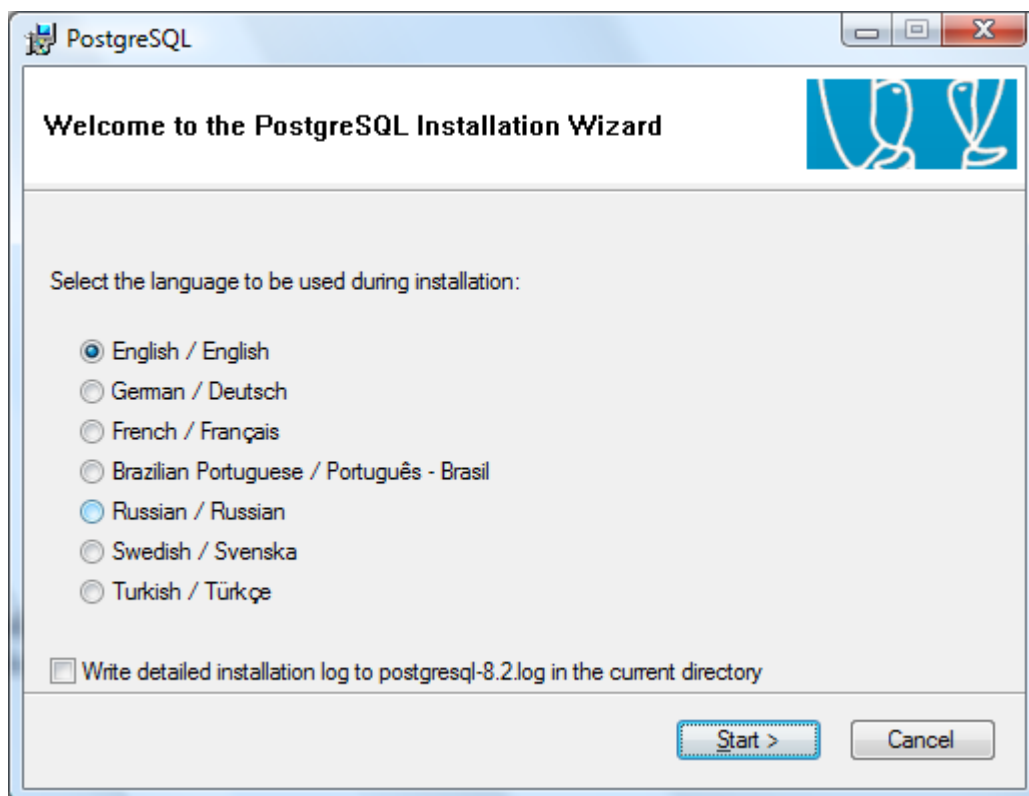 PostgreSQL
Welcome to the PostgreSQL Installation Wizard
Select the language to be used during installation:
English / English
German / Deutsch
French / Français
Brazilian Portuguese / Português - Brasil
Russian / Russian
Swedish / Svenska
Turkish / Türkçe
Write detailed installation log to postgresql-8.2.log in the current directory
Start >
Cancel